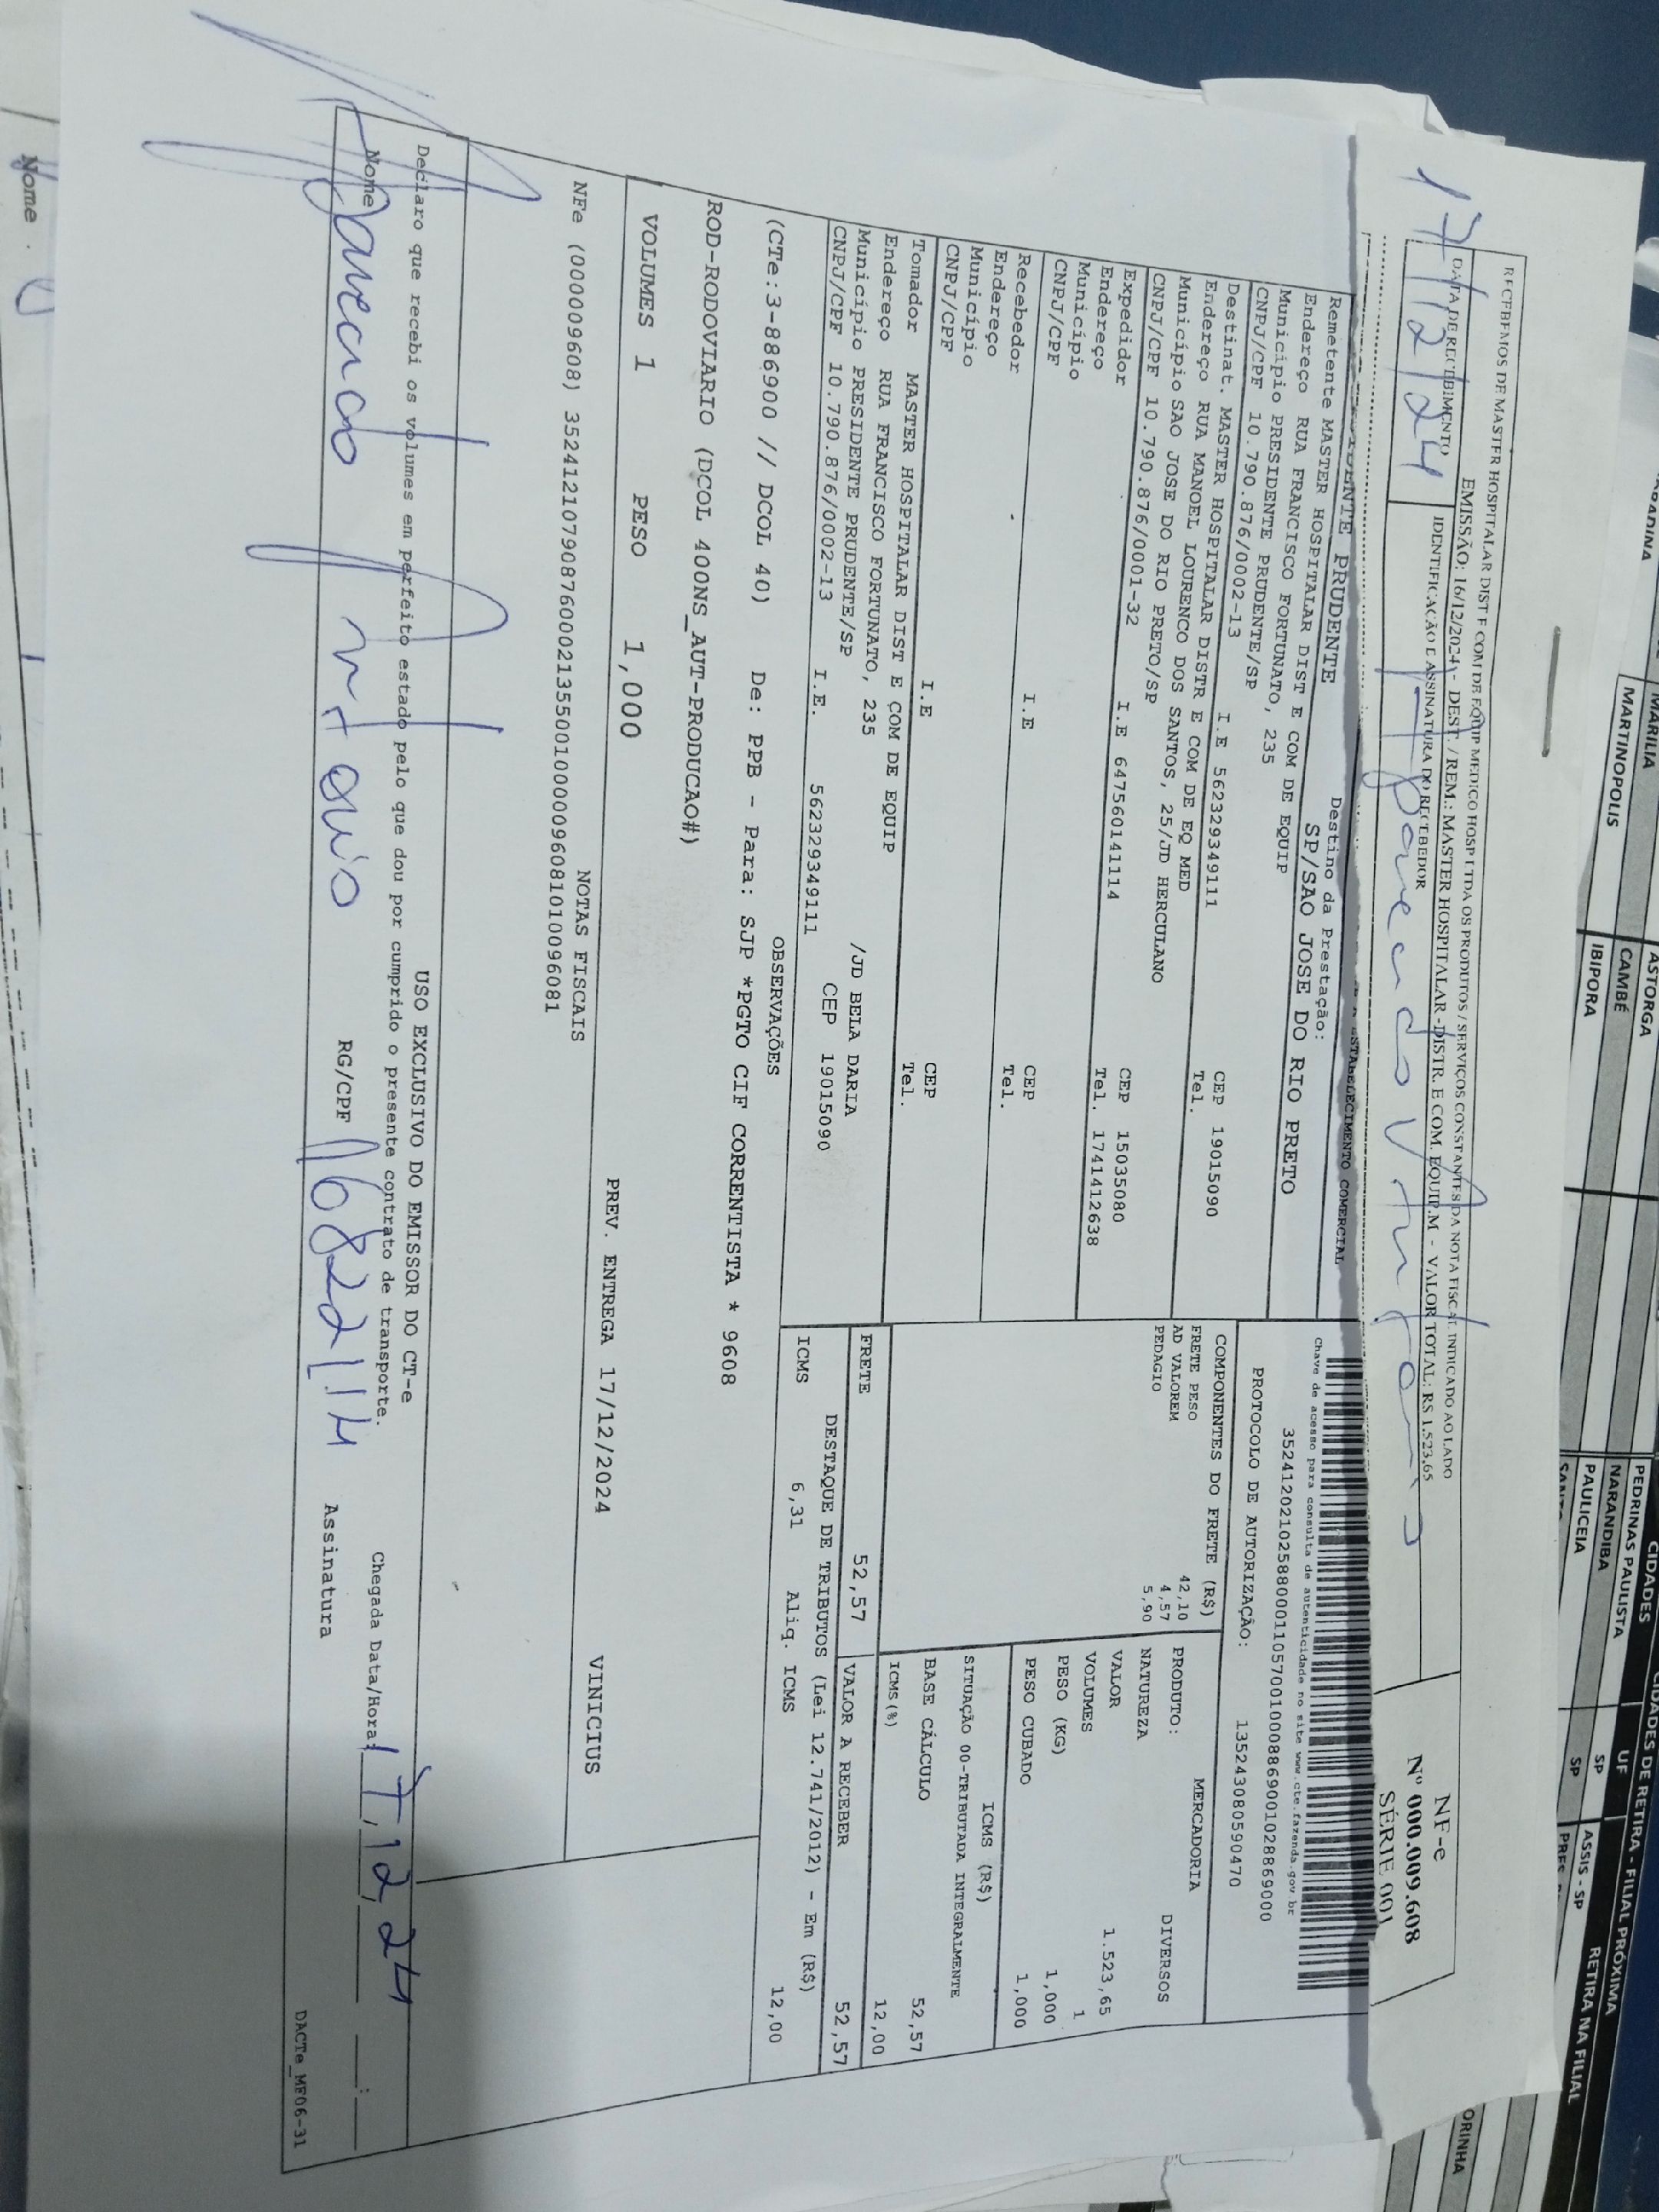 RECEBEMOS DE MASTER HOSPITALAR DIST E COM DE EQUIP MEDICO HOSP LTDA OS PRODUTOS / SERVIÇOS CONSTANTES DA NOTA FISCAL INDICADO AO LADO
EMISSÃO: 16/12/2024 - DEST. / REM.: MASTER HOSPITALAR -DISTR. E COM. EQUIP.M - VALOR TOTAL: R$ 1.523,65
DATA DE RECEBIMENTO
IDENTIFICAÇÃO E ASSINATURA DO RECEBEDOR
17/12/24
NF-e
Nº 000.009.608
SÉRIE 001
PRUDENTE
ESTABELECIMENTO COMERCIAL
Destino da Prestação:
SP/SAO JOSE DO RIO PRETO
Remetente MASTER HOSPITALAR DIST E COM DE EQUIP
Endereço RUA FRANCISCO FORTUNATO, 235
Município PRESIDENTE PRUDENTE/SP
CEP 19015090
CNPJ/CPF 10.790.876/0002-13 I.E 562329349111
Tel.
Destinat. MASTER HOSPITALAR DISTR E COM DE EQ MED
Endereço RUA MANOEL LOURENCO DOS SANTOS, 25/JD HERCULANO
Município SAO JOSE DO RIO PRETO/SP
CEP 15035080
CNPJ/CPF 10.790.876/0001-32 I.E 647560141114
Tel. 1741412638
Expedidor
Endereço
Município
CEP
CNPJ/CPF I.E
Tel.
Recebedor
Endereço
Município
CEP
CNPJ/CPF I.E
Tel.
Tomador MASTER HOSPITALAR DIST E COM DE EQUIP
Endereço RUA FRANCISCO FORTUNATO, 235 /JD BELA DARIA
Município PRESIDENTE PRUDENTE/SP
CEP 19015090
CNPJ/CPF 10.790.876/0002-13 I.E. 562329349111
Chave de acesso para consulta de autenticidade no site www.cte.fazenda.gov.br
35241202102588000110570010008869001028869000
PROTOCOLO DE AUTORIZAÇÃO: 135243080590470
COMPONENTES DO FRETE (R$)
FRETE PESO 42,10
AD VALOREM 4,57
PEDAGIO 5,90
MERCADORIA
PRODUTO: DIVERSOS
NATUREZA
VALOR 1.523,65
VOLUMES 1
PESO (KG) 1,000
PESO CUBADO 1,000
ICMS (R$)
SITUAÇÃO 00-TRIBUTADA INTEGRALMENTE
BASE CÁLCULO 52,57
ICMS(%) 12,00
FRETE 52,57
VALOR A RECEBER 52,57
DESTAQUE DE TRIBUTOS (Lei 12.741/2012) - Em (R$)
ICMS 6,31 Aliq. ICMS 12,00
OBSERVAÇÕES
(CTe:3-886900 // DCOL 40) De: PPB - Para: SJP *PGTO CIF CORRENTISTA * 9608
ROD-RODOVIARIO (DCOL 400NS_AUT-PRODUCAO#)
VOLUMES 1 PESO 1,000 PREV. ENTREGA 17/12/2024 VINICIUS
NOTAS FISCAIS
NFe (000009608) 35241210790876000213550010000096081010096081
USO EXCLUSIVO DO EMISSOR DO CT-e
Declaro que recebi os volumes em perfeito estado pelo que dou por cumprido o presente contrato de transporte.
Chegada Data/Hora: 17,12,24 __:__
Nome
RG/CPF
Assinatura
DACTe_MF06-31
Nome
CIDADES DE RETIRA - FILIAL PRÓXIMA
CIDADES
UF
RETIRA NA FILIAL
PEDRINAS PAULISTA
NARANDIBA
SP
ASSIS - SP
PAULICEIA
SP
ASTORGA
CAMBÉ
IBIPORA
MARILIA
MARTINOPOLIS